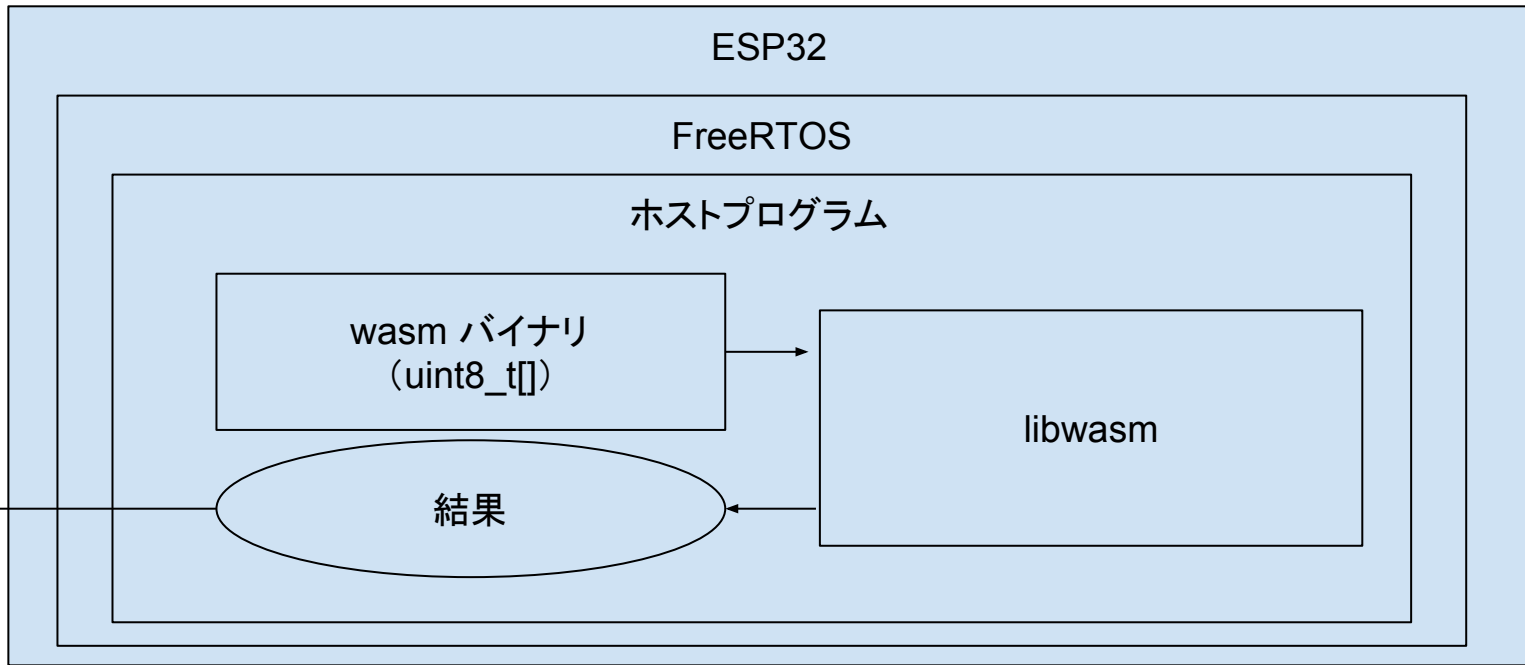 ESP32
FreeRTOS
ホストプログラム
wasm バイナリ
（uint8_t[]）
libwasm
結果